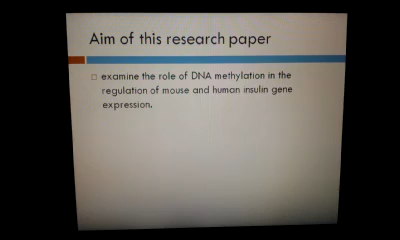 Aim of this research paper
examine the role of DNA methylation in the
regulation of mouse and human insulin gene
expression.